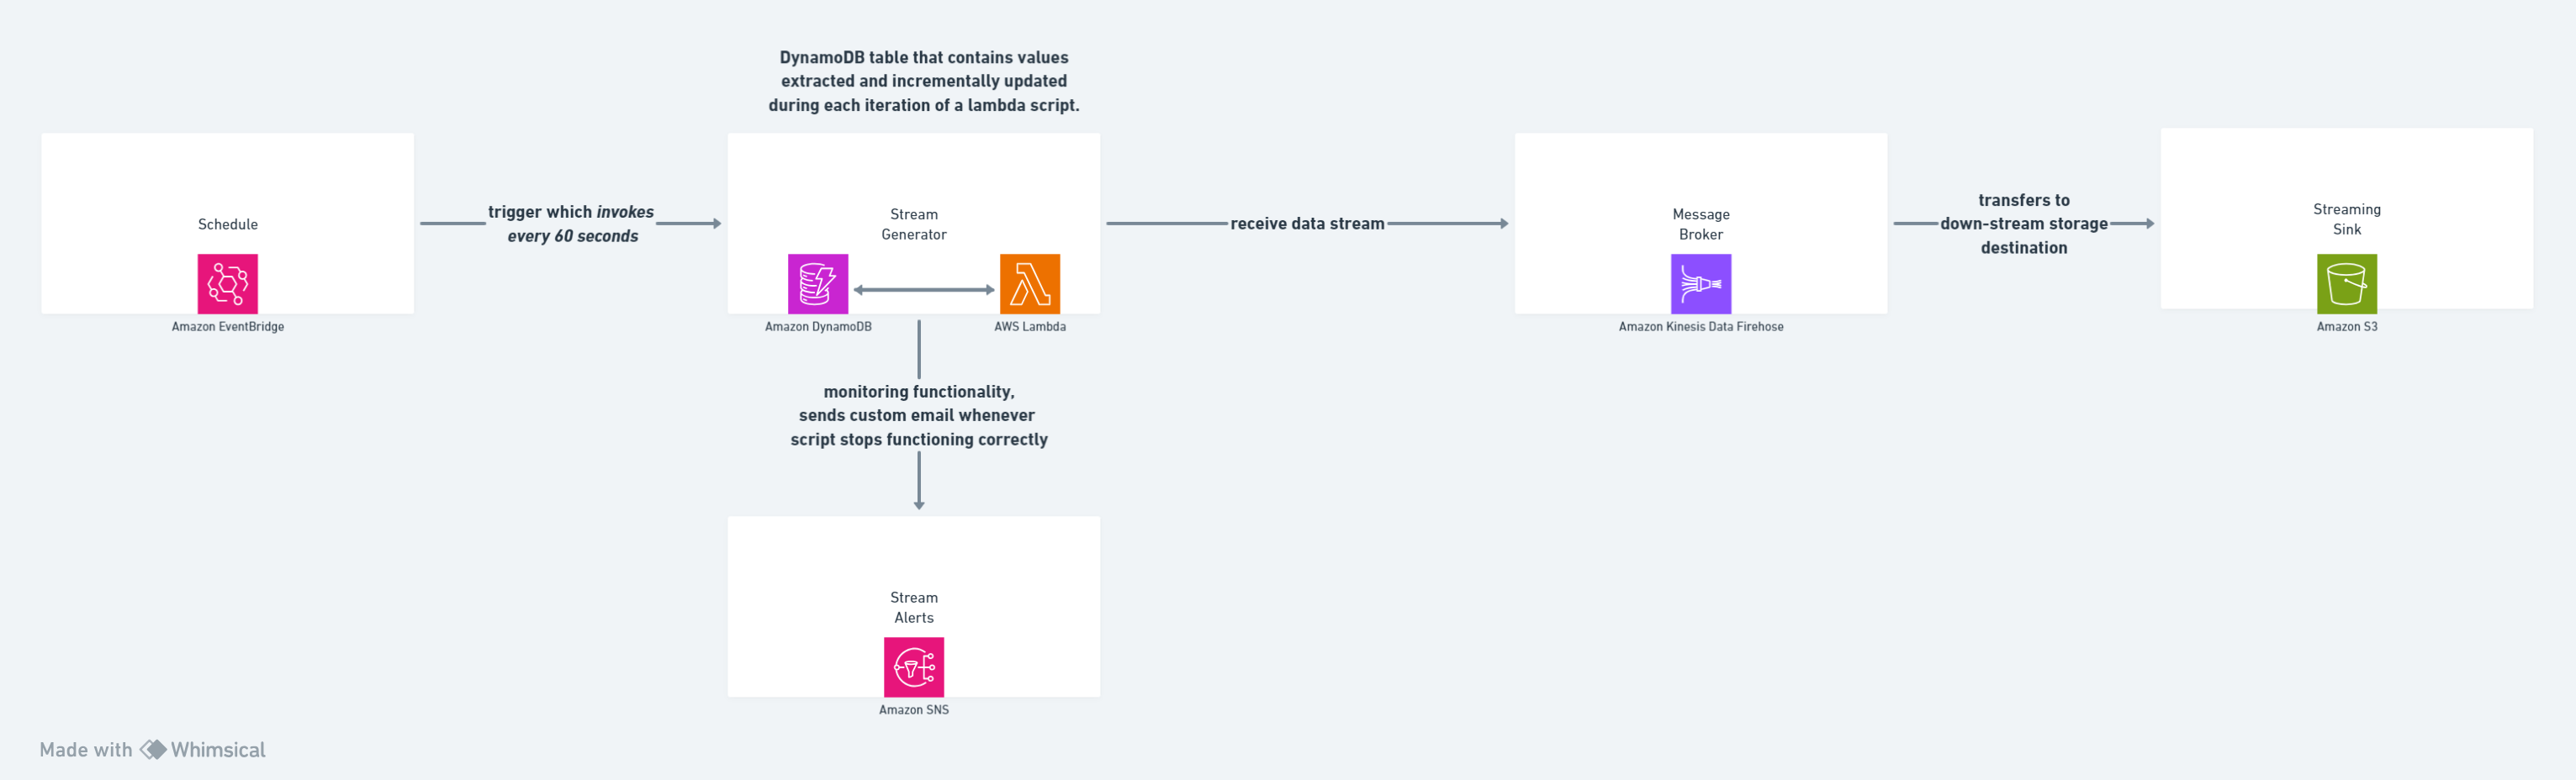 DynamoDB table that contains values
extracted and incrementally updated
during each iteration of a lambda script.
Schedule
Amazon EventBridge
trigger which invokes
every 60 seconds
Stream
Generator
Amazon DynamoDB
AWS Lambda
receive data stream
Message
Broker
Amazon Kinesis Data Firehose
transfers to
down-stream storage
destination
Streaming
Sink
Amazon S3
monitoring functionality,
sends custom email whenever
script stops functioning correctly
Stream
Alerts
Amazon SNS
Made with Whimsical